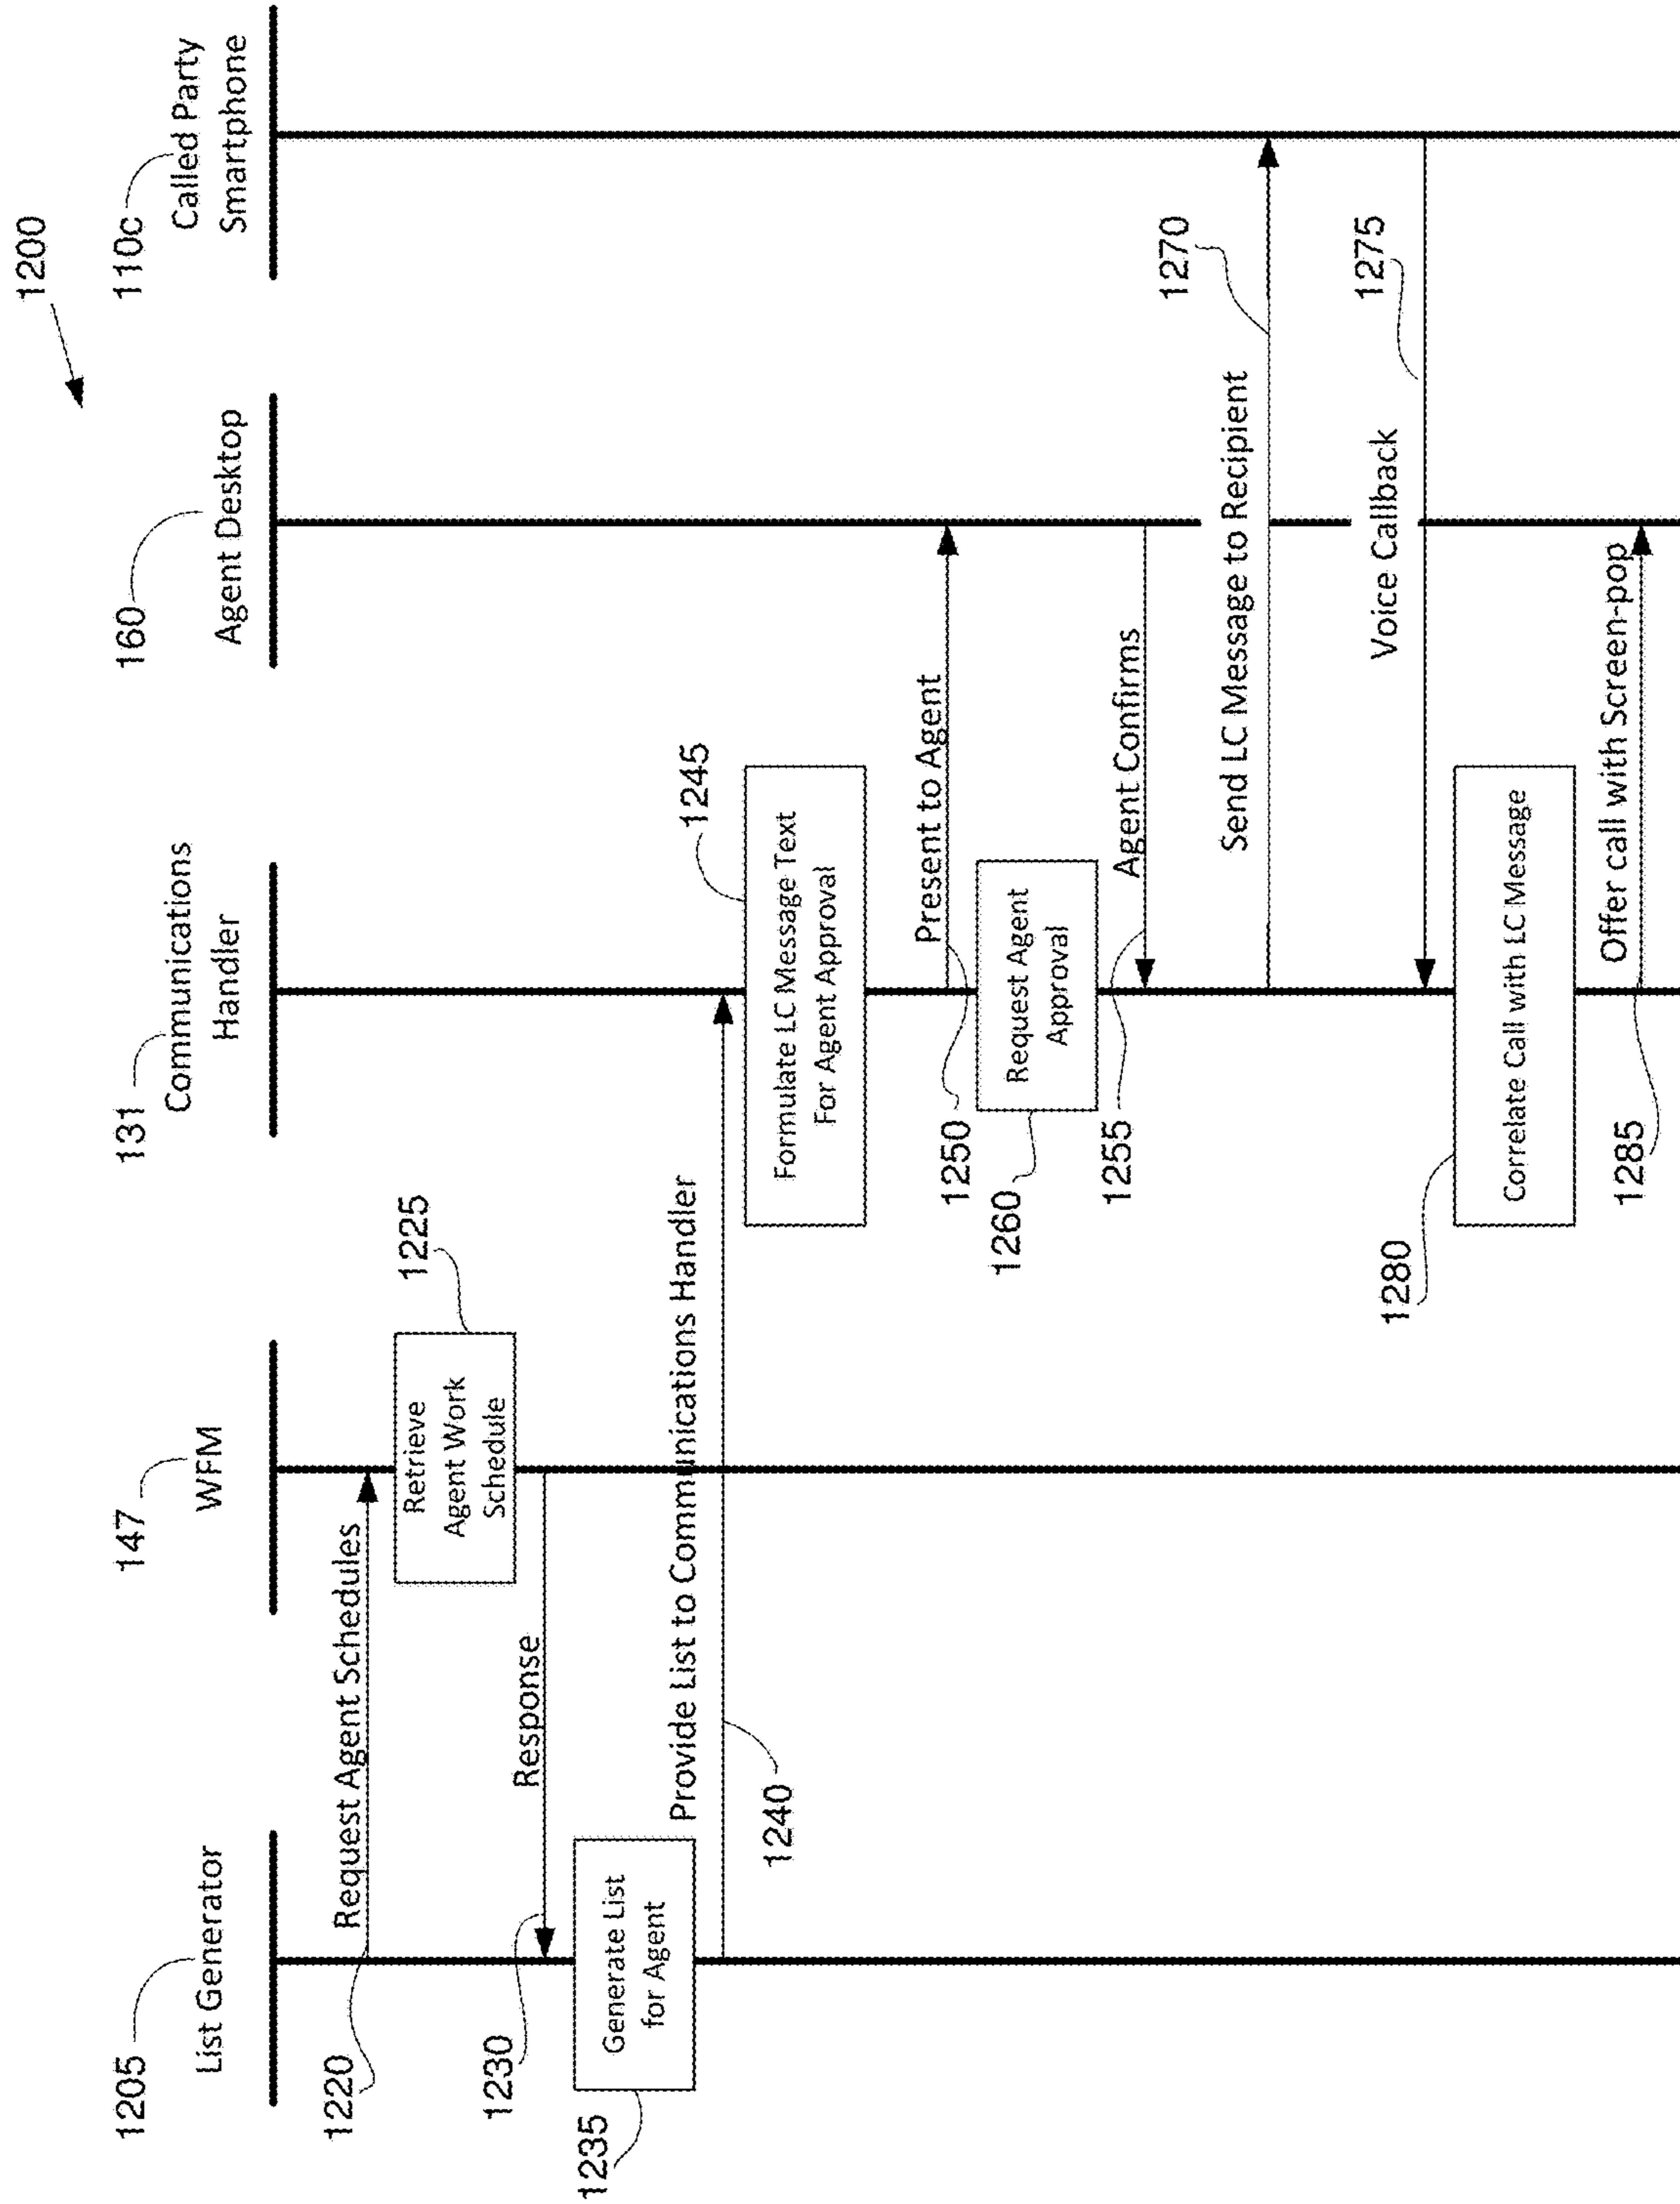 1200
1205
List Generator
147
WFM
131
Communications
Handler
160
Agent Desktop
110c
Called Party
Smartphone
1220
Request Agent Schedules
1225
Retrieve
Agent Work
Schedule
1230
Response
1235
Generate List
for Agent
Provide List to Communications Handler
1240
1245
Formulate LC Message Text
For Agent Approval
Present to Agent
1250
1260
Request Agent
Approval
Agent Confirms
1255
Send LC Message to Recipient
1270
Voice Callback
1275
1280
Correlate Call with LC Message
Offer call with Screen-pop
1285